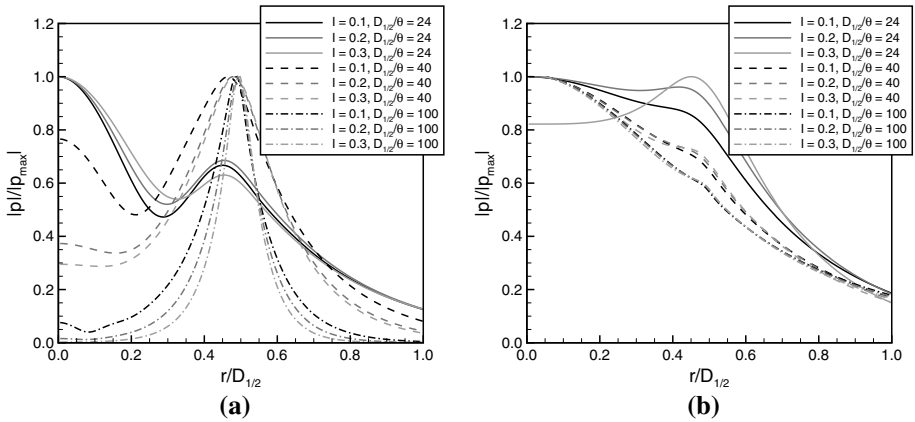 1.2
1.0
0.8
0.6
0.4
0.2
0.0
|p|/|p_max|
0.0 0.2 0.4 0.6 0.8 1.0
r/D_1/2
I = 0.1, D_1/2/θ = 24
I = 0.2, D_1/2/θ = 24
I = 0.3, D_1/2/θ = 24
I = 0.1, D_1/2/θ = 40
I = 0.2, D_1/2/θ = 40
I = 0.3, D_1/2/θ = 40
I = 0.1, D_1/2/θ = 100
I = 0.2, D_1/2/θ = 100
I = 0.3, D_1/2/θ = 100
(a)
1.2
1.0
0.8
0.6
0.4
0.2
0.0
|p|/|p_max|
0.0 0.2 0.4 0.6 0.8 1.0
r/D_1/2
I = 0.1, D_1/2/θ = 24
I = 0.2, D_1/2/θ = 24
I = 0.3, D_1/2/θ = 24
I = 0.1, D_1/2/θ = 40
I = 0.2, D_1/2/θ = 40
I = 0.3, D_1/2/θ = 40
I = 0.1, D_1/2/θ = 100
I = 0.2, D_1/2/θ = 100
I = 0.3, D_1/2/θ = 100
(b)